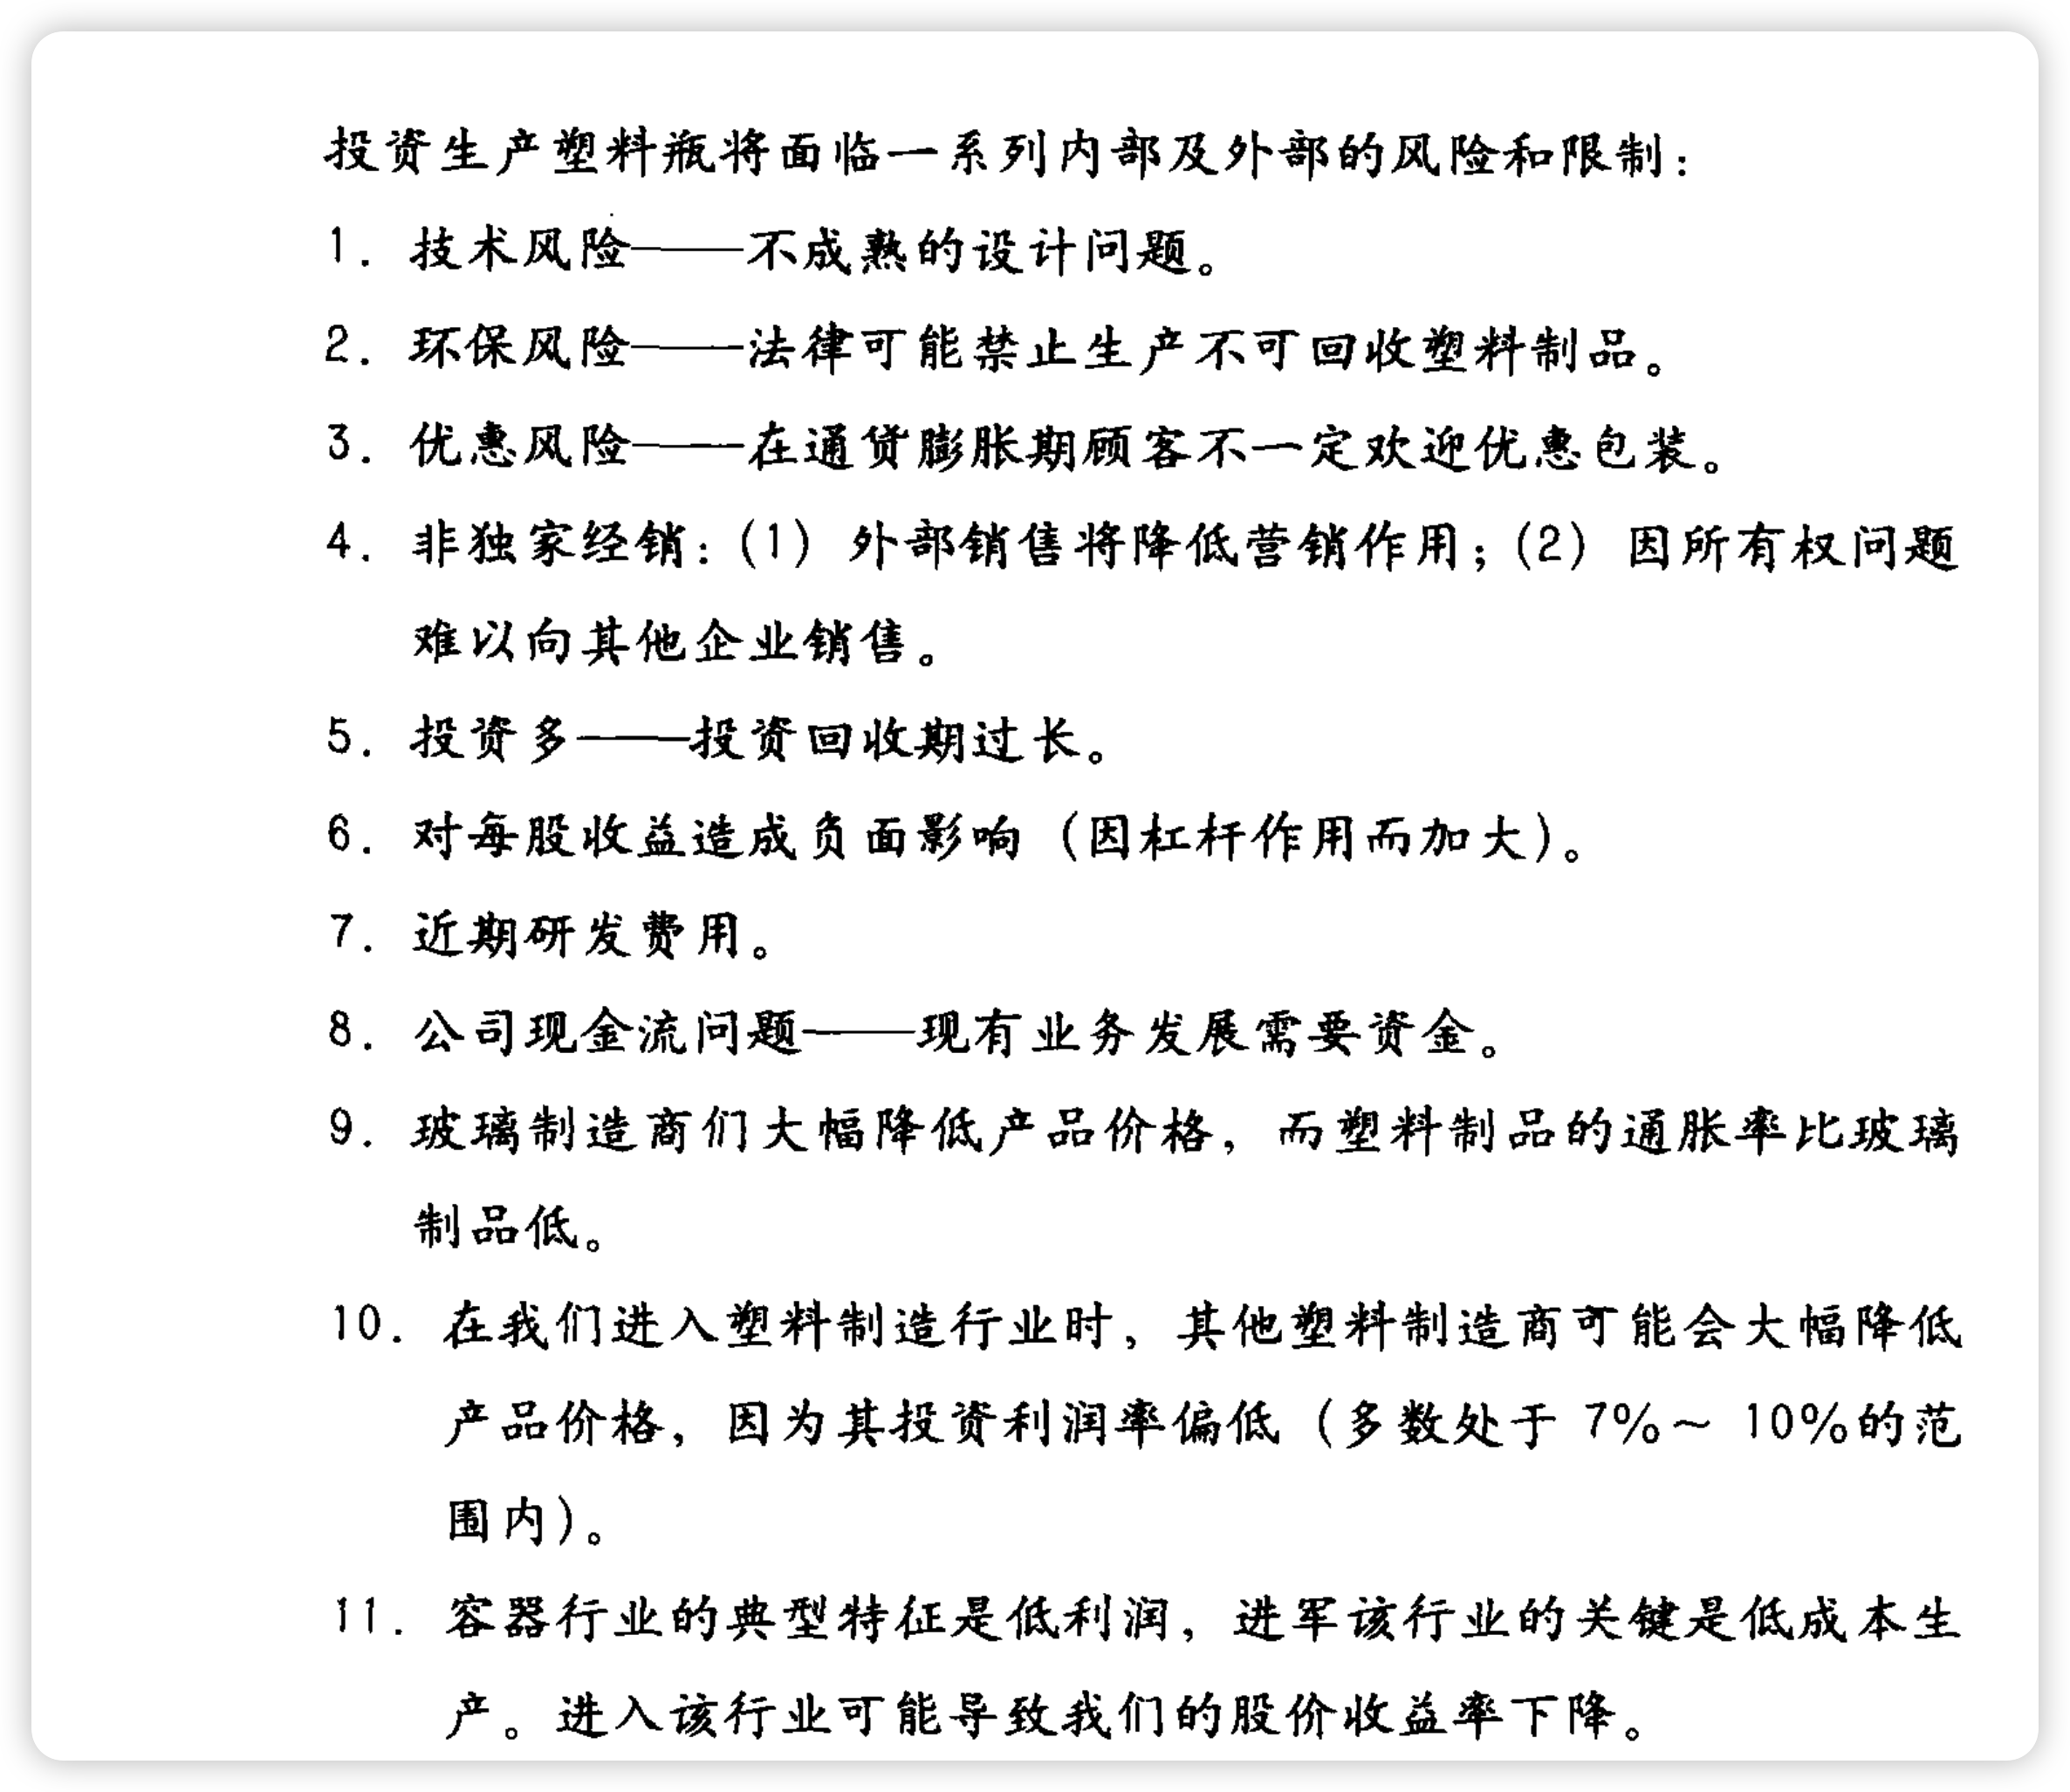 投资生产塑料瓶将面临一系列内部及外部的风险和限制：
1. 技术风险——不成熟的设计问题。
2. 环保风险——法律可能禁止生产不可回收塑料制品。
3. 优惠风险——在通货膨胀期顾客不一定欢迎优惠包装。
4. 非独家经销：(1) 外部销售将降低营销作用；(2) 因所有权问题
难以向其他企业销售。
5. 投资多——投资回收期过长。
6. 对每股收益造成负面影响（因杠杆作用而加大）。
7. 近期研发费用。
8. 公司现金流问题——现有业务发展需要资金。
9. 玻璃制造商们大幅降低产品价格，而塑料制品的通胀率比玻璃
制品低。
10. 在我们进入塑料制造行业时，其他塑料制造商可能会大幅降低
产品价格，因为其投资利润率偏低（多数处于 7%～ 10%的范
围内）。
11. 容器行业的典型特征是低利润，进军该行业的关键是低成本生
产。进入该行业可能导致我们的股价收益率下降。